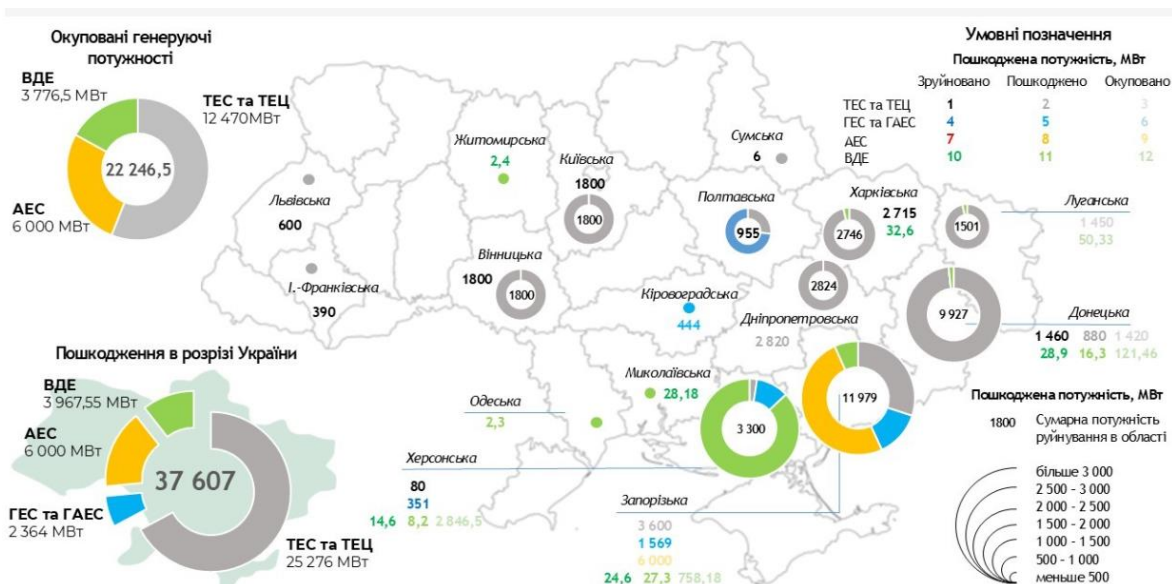 Окуповані генеруючі
потужності
ВДЕ
3 776,5 МВт
ТЕС та ТЕЦ
12 470МВт
22 246,5
АЕС
6 000 МВт
Умовні позначення
Пошкоджена потужність, МВт
Зруйновано Пошкоджено Окуповано
ТЕС та ТЕЦ 1 2 3
ГЕС та ГАЕС 4 5 6
АЕС 7 8 9
ВДЕ 10 11 12
Житомирська
2,4
Київська
1800
1800
Сумська
6
Львівська
600
Полтавська
955
Харківська
2 715
32,6
2746
Луганська
1501
1 450
50,33
Вінницька
1800
1800
І.-Франківська
390
Кіровоградська
444
2824
Дніпропетровська
2 820
9 927
Донецька
1 460 880 1 420
28,9 16,3 121,46
Пошкодження в розрізі України
ВДЕ
3 967,55 МВт
АЕС
6 000 МВт
37 607
ГЕС та ГАЕС
2 364 МВт
ТЕС та ТЕЦ
25 276 МВт
Миколаївська
28,18
Одеська
2,3
3 300
11 979
Херсонська
80
351
14,6 8,2 2 846,5
Запорізька
3 600
1 569
6 000
24,6 27,3 758,18
Пошкоджена потужність, МВт
1800 Сумарна потужність
руйнування в області
більше 3 000
2 500 - 3 000
2 000 - 2 500
1 500 - 2 000
1 000 - 1 500
500 - 1 000
меньше 500